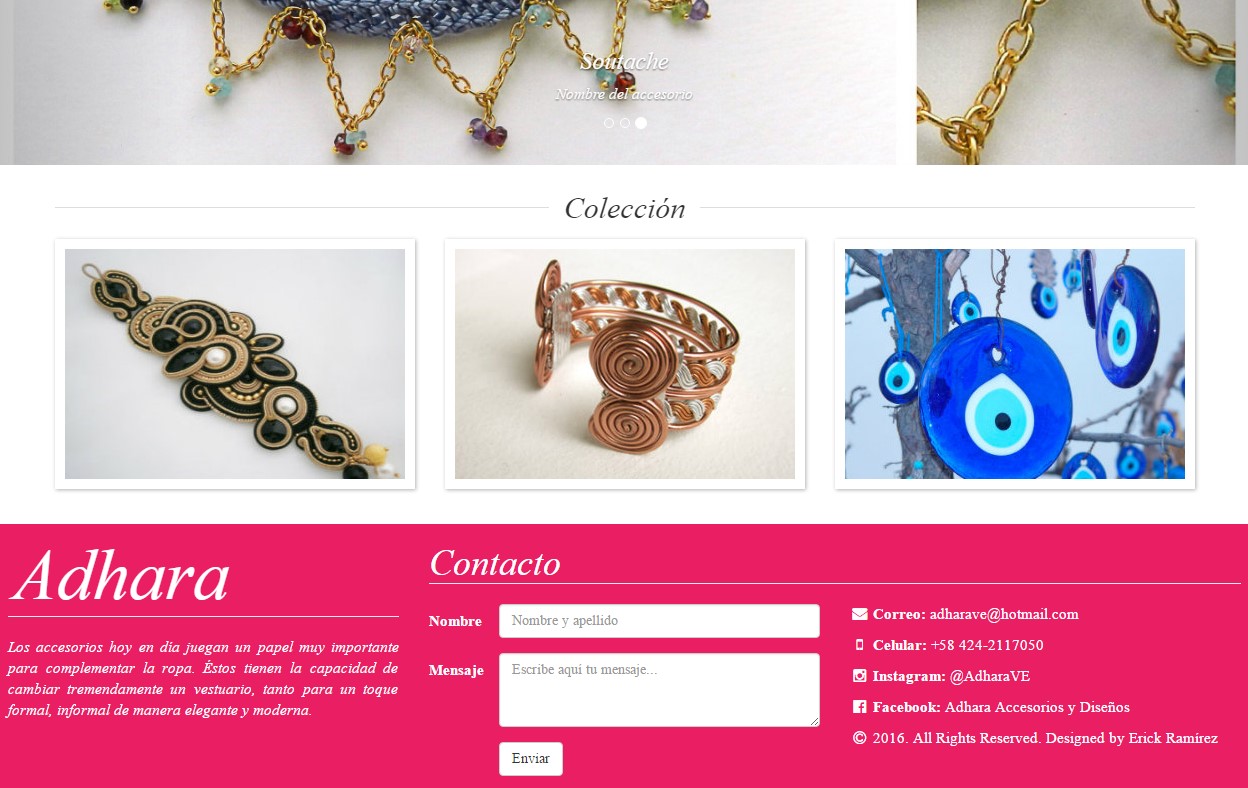 Soutache
Nombre del accesorio
Colección
Adhara
Los accesorios hoy en día juegan un papel muy importante
para complementar la ropa. Éstos tienen la capacidad de
cambiar tremendamente un vestuario, tanto para un toque
formal, informal de manera elegante y moderna.
Contacto
Nombre
Nombre y apellido
Mensaje
Escribe aquí tu mensaje...
Enviar
Correo: adharave@hotmail.com
Celular: +58 424-2117050
Instagram: @AdharaVE
Facebook: Adhara Accesorios y Diseños
© 2016. All Rights Reserved. Designed by Erick Ramírez